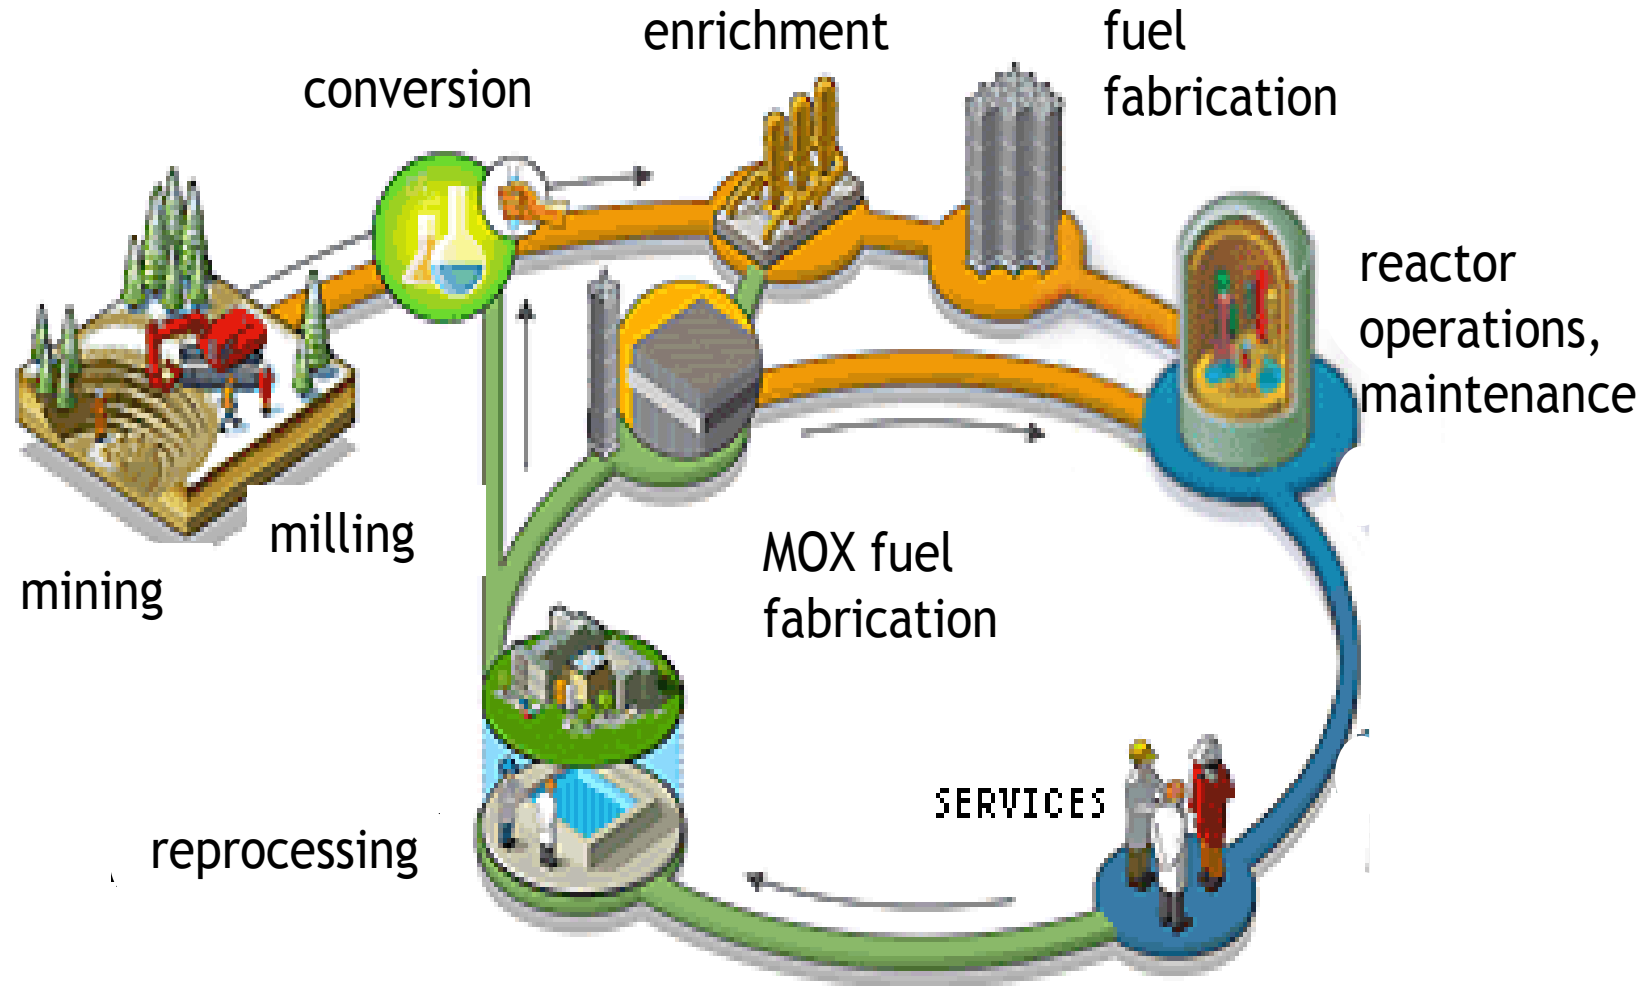 enrichment
fuel
fabrication
conversion
reactor
operations,
maintenance
milling
mining
MOX fuel
fabrication
SERVICES
reprocessing